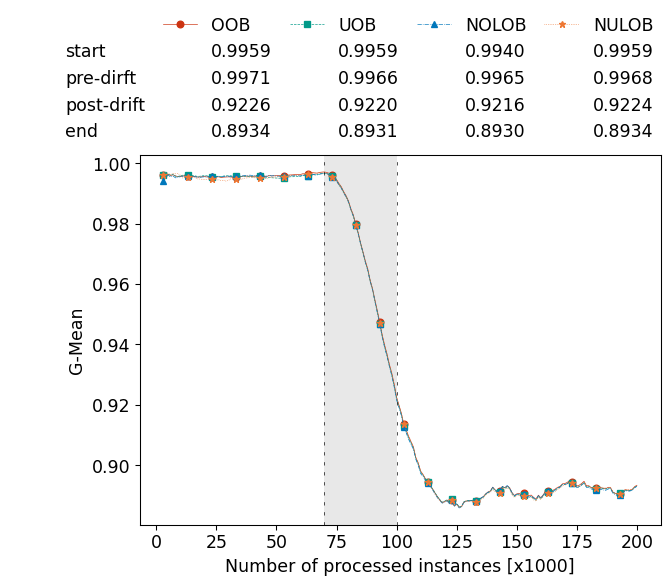 OOB UOB NOLOB NULOB
start 0.9959 0.9959 0.9940 0.9959
pre-dirft 0.9971 0.9966 0.9965 0.9968
post-drift 0.9226 0.9220 0.9216 0.9224
end 0.8934 0.8931 0.8930 0.8934
1.00
0.98
0.96
0.94
0.92
0.90
G-Mean
0 25 50 75 100 125 150 175 200
Number of processed instances [x1000]